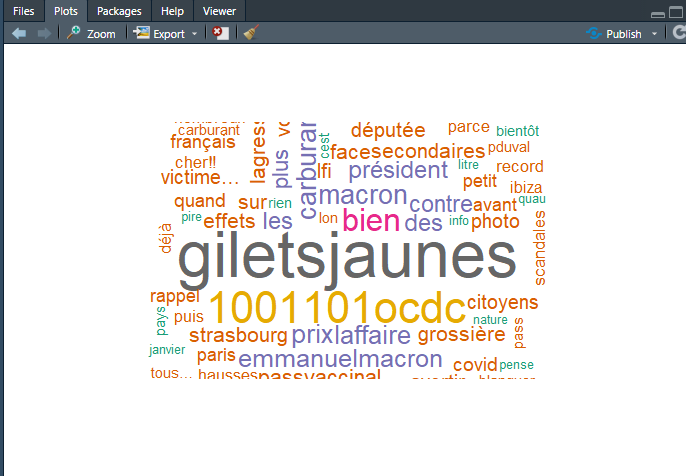 Files Plots Packages Help Viewer
Zoom Export Publish
carburant
français
lagress
plus
carburan
cest
députée
parce
bientôt
facesecondaires
pduval
cher!!
victime…
lfi
président
litre
record
petit
ibiza
quand
sur
rien
macron
contre
avant
quau
pire
effets
les
lon
bien
des
info
photo
scandales
déjà
giletsjaunes
rappel
1001101ocdc
citoyens
pays
puis
nature
pass
strasbourg
prix
laffaire
grossière
janvier
paris
emmanuelmacron
covid
pense
tous…
hausses
passvaccinal